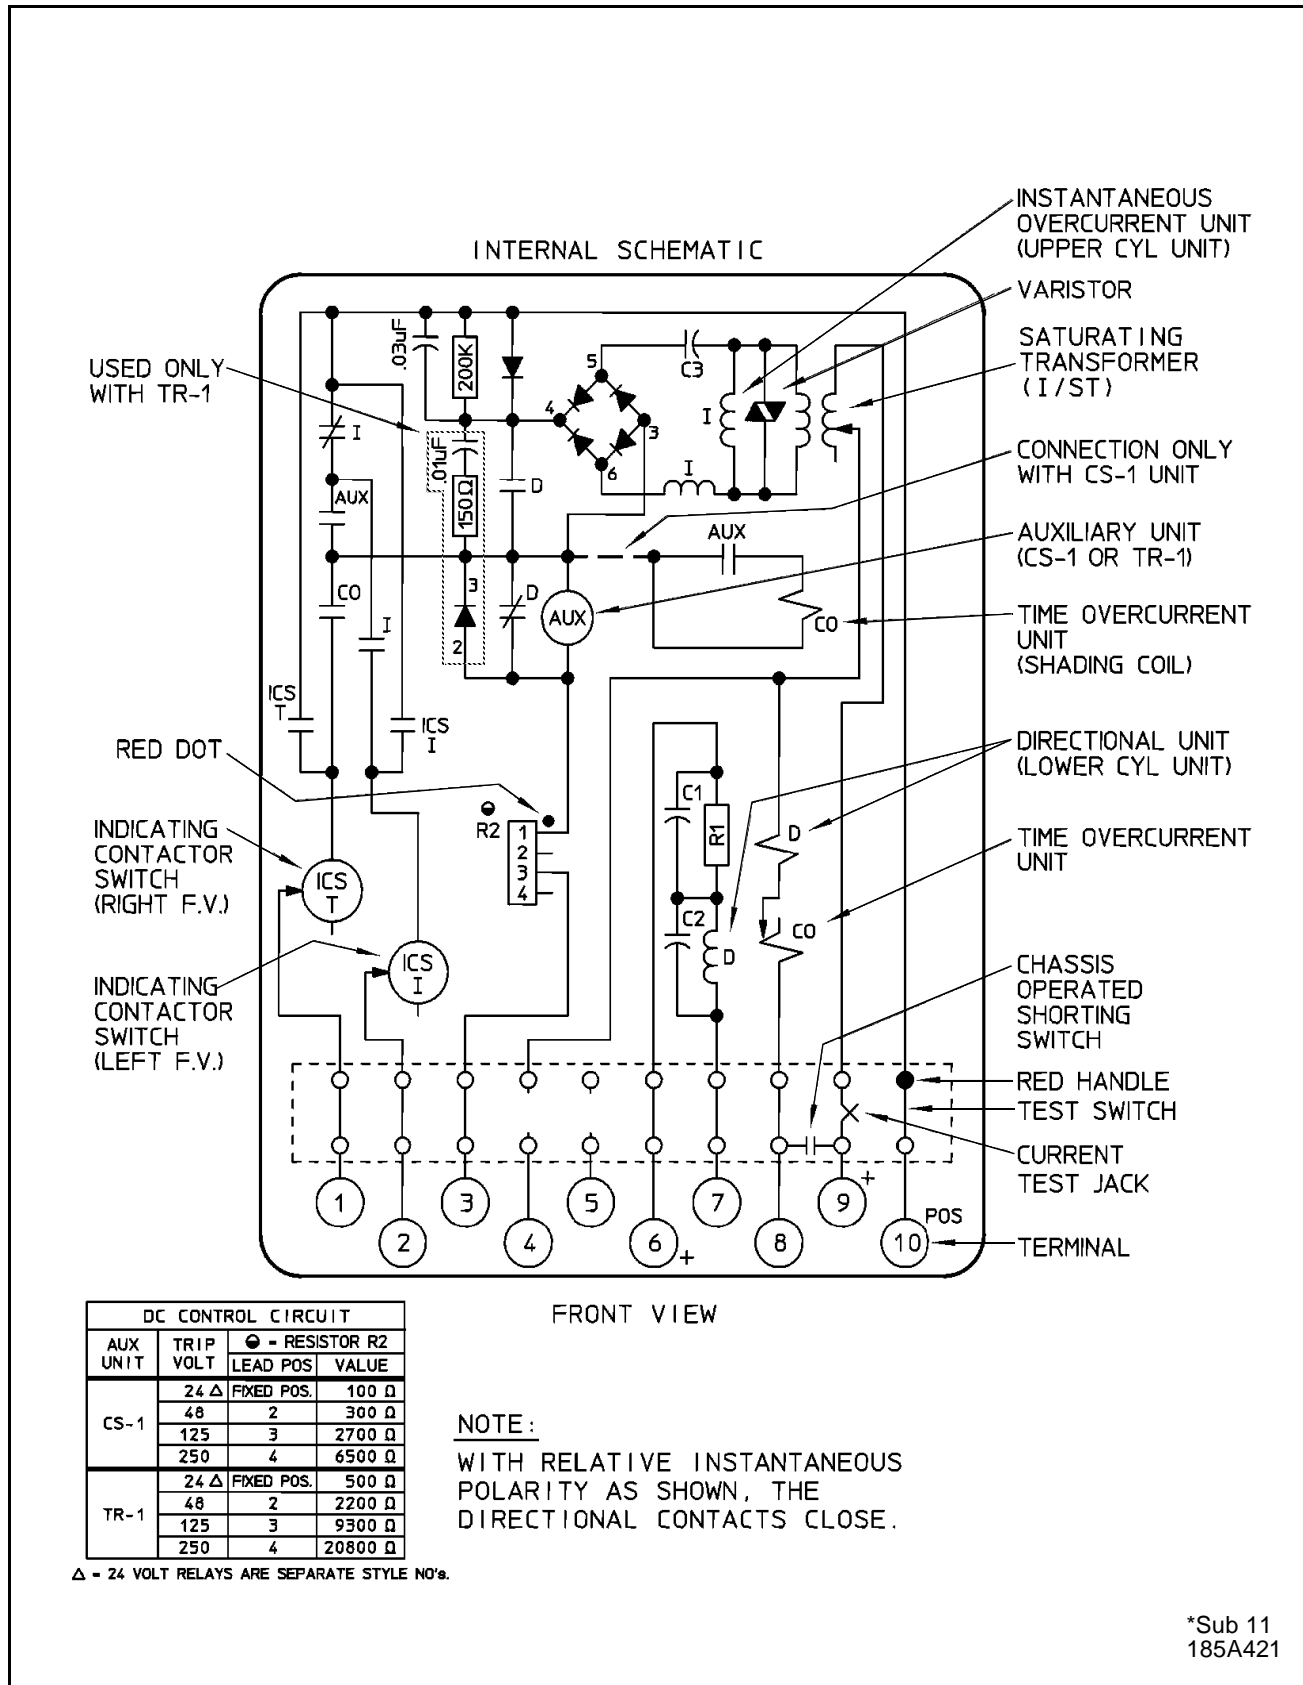 INTERNAL SCHEMATIC
INSTANTANEOUS
OVERCURRENT UNIT
(UPPER CYL UNIT)
VARISTOR
SATURATING
TRANSFORMER
(I/ST)
CONNECTION ONLY
WITH CS-1 UNIT
AUXILIARY UNIT
(CS-1 OR TR-1)
TIME OVERCURRENT
UNIT
(SHADING COIL)
DIRECTIONAL UNIT
(LOWER CYL UNIT)
TIME OVERCURRENT
UNIT
CHASSIS
OPERATED
SHORTING
SWITCH
RED HANDLE
TEST SWITCH
CURRENT
TEST JACK
TERMINAL
USED ONLY
WITH TR-1
RED DOT
INDICATING
CONTACTOR
SWITCH
(RIGHT F.V.)
INDICATING
CONTACTOR
SWITCH
(LEFT F.V.)
.03uF
200K
.01uF
150Ω
5
4
3
6
C3
I
I
I
AUX
CO
I
D
D
3
2
AUX
AUX
CO
ICS
T
ICS
I
R2
1
2
3
4
ICS
T
ICS
I
C1
R1
C2
D
D
CO
1
2
3
4
5
6
+
7
8
9
+
10
POS
FRONT VIEW
DC CONTROL CIRCUIT
AUX UNIT
TRIP VOLT
- RESISTOR R2
LEAD POS VALUE
CS-1
24 Δ FIXED POS. 100 Ω
48 2 300 Ω
125 3 2700 Ω
250 4 6500 Ω
TR-1
24 Δ FIXED POS. 500 Ω
48 2 2200 Ω
125 3 9300 Ω
250 4 20800 Ω
Δ - 24 VOLT RELAYS ARE SEPARATE STYLE NO's.
NOTE:
WITH RELATIVE INSTANTANEOUS
POLARITY AS SHOWN, THE
DIRECTIONAL CONTACTS CLOSE.
*Sub 11
185A421